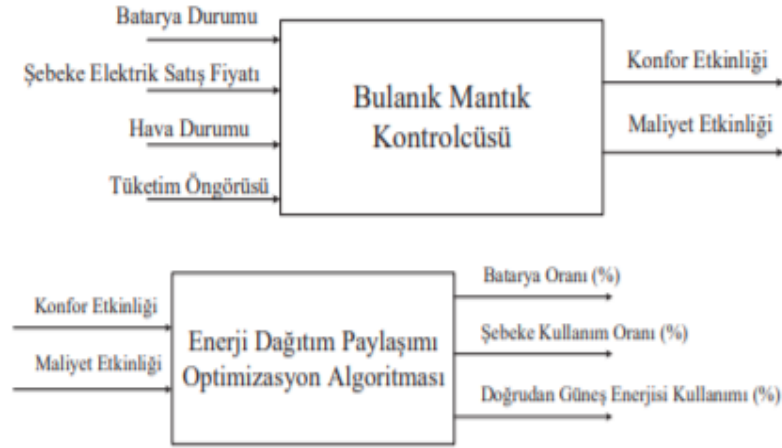 Batarya Durumu
Şebeke Elektrik Satış Fiyatı
Hava Durumu
Tüketim Öngörüsü
Bulanık Mantık
Kontrolcüsü
Konfor Etkinliği
Maliyet Etkinliği
Konfor Etkinliği
Maliyet Etkinliği
Enerji Dağıtım Paylaşımı
Optimizasyon Algoritması
Batarya Oranı (%)
Şebeke Kullanım Oranı (%)
Doğrudan Güneş Enerjisi Kullanımı (%)